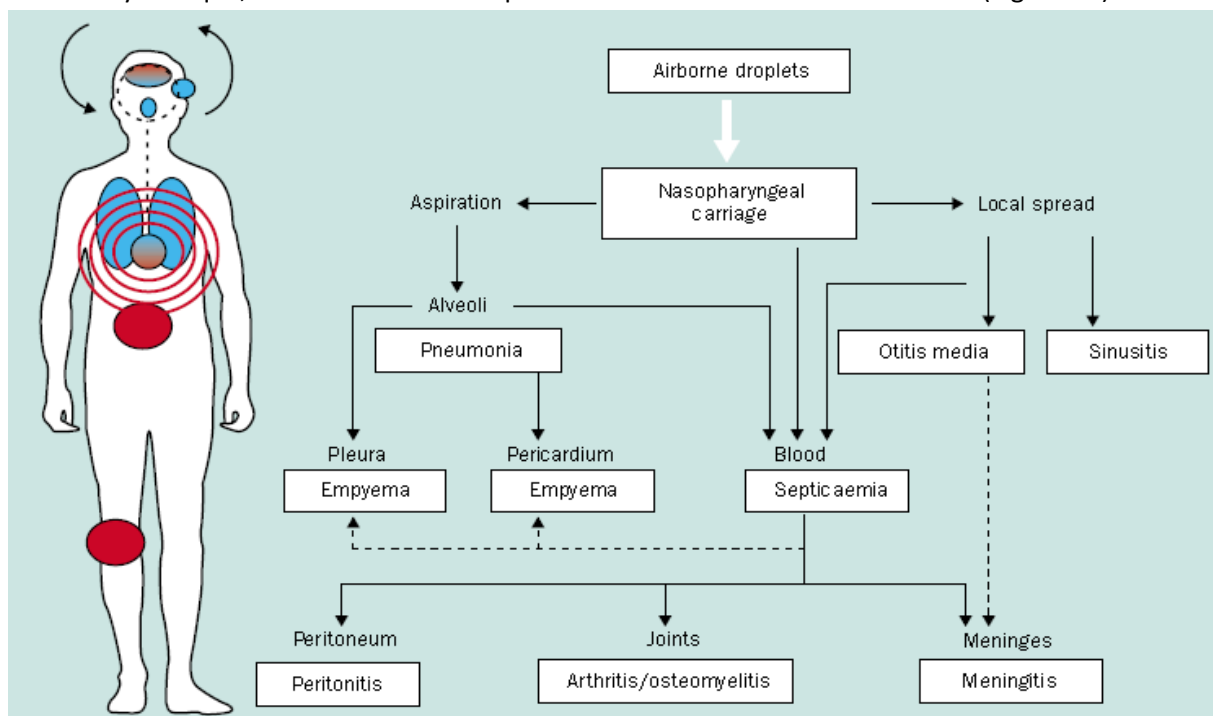 Airborne droplets
Nasopharyngeal
carriage
Aspiration
Local spread
Alveoli
Pneumonia
Otitis media
Sinusitis
Pleura
Pericardium
Blood
Empyema
Empyema
Septicaemia
Peritoneum
Joints
Meninges
Peritonitis
Arthritis/osteomyelitis
Meningitis